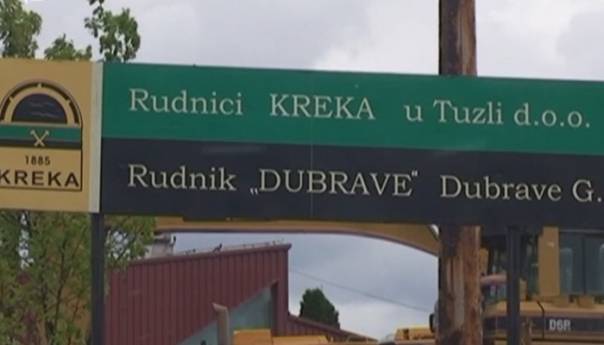 Rudnici KREKA u Tuzli d.o.o.
1885
KREKA
Rudnik „DUBRAVE“ Dubrave G.
D6R